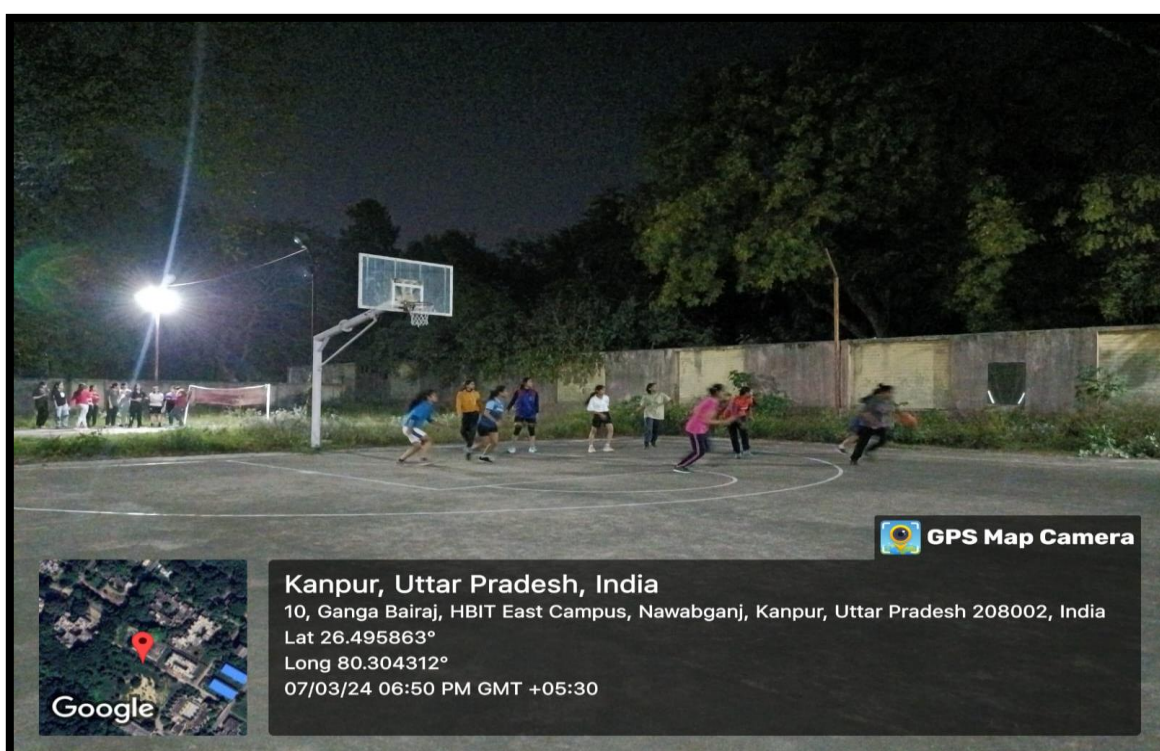 GPS Map Camera
Kanpur, Uttar Pradesh, India
10, Ganga Bairaj, HBIT East Campus, Nawabganj, Kanpur, Uttar Pradesh 208002, India
Lat 26.495863°
Long 80.304312°
07/03/24 06:50 PM GMT +05:30
Google